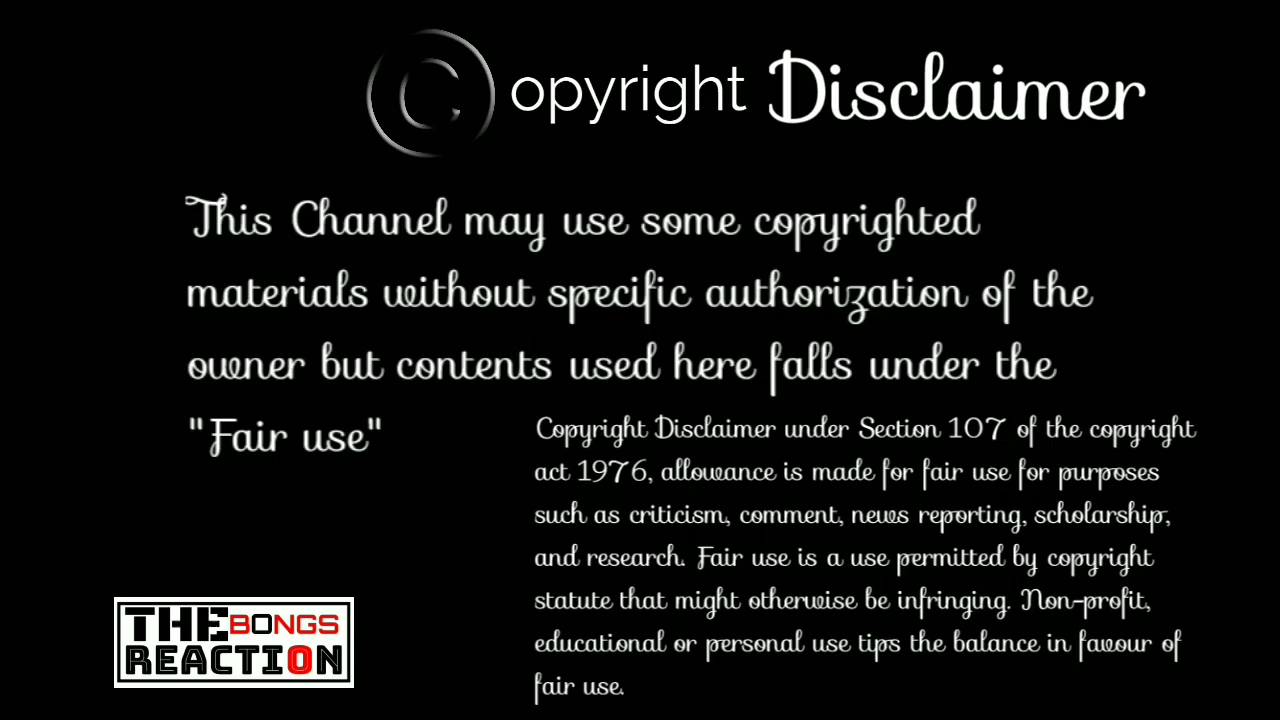 Copyright Disclaimer
This Channel may use some copyrighted
materials without specific authorization of the
owner but contents used here falls under the
"Fair use"
Copyright Disclaimer under Section 107 of the copyright
act 1976, allowance is made for fair use for purposes
such as criticism, comment, news reporting, scholarship,
and research. Fair use is a use permitted by copyright
statute that might otherwise be infringing. Non-profit,
educational or personal use tips the balance in favour of
fair use.
THE BONGS
REACTION